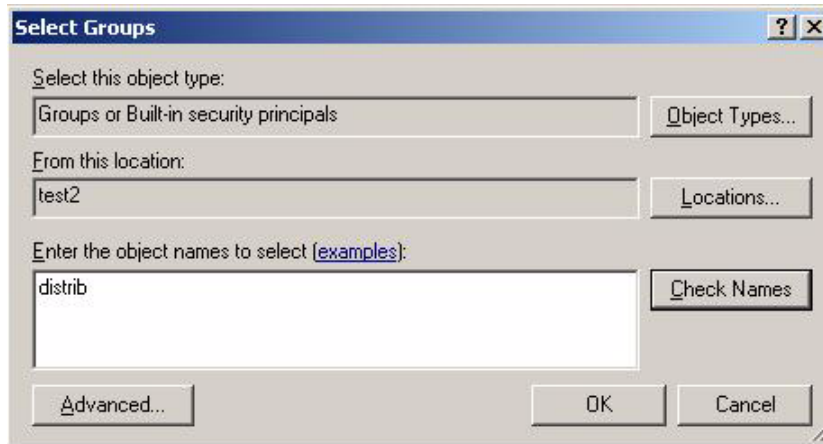 Select Groups
Select this object type:
Groups or Built-in security principals
Object Types...
From this location:
test2
Locations...
Enter the object names to select (examples):
distrib
Check Names
Advanced...
OK
Cancel